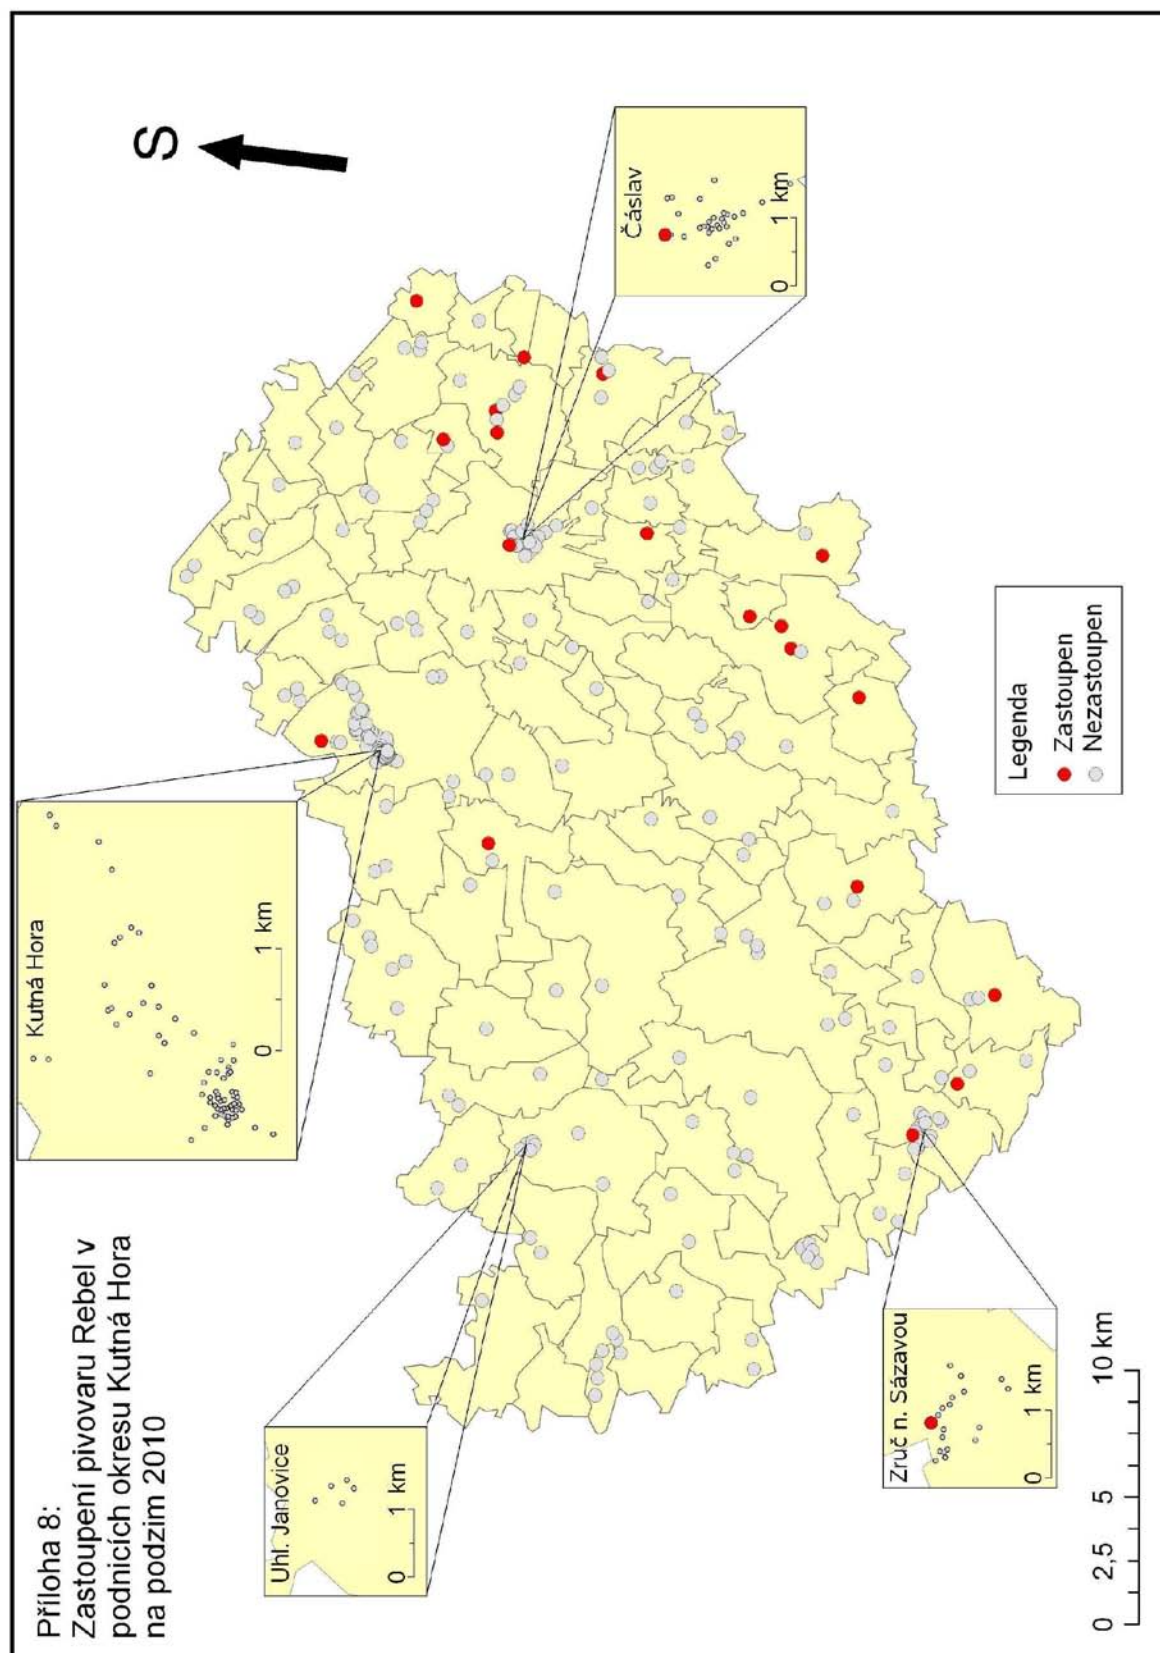 Příloha 8:
Zastoupení pivovaru Rebel v
podnicích okresu Kutná Hora
na podzim 2010
S
Kutná Hora
0 1 km
Uhl. Janovice
0 1 km
Čáslav
0 1 km
Zruč n. Sázavou
0 1 km
Legenda
Zastoupen
Nezastoupen
0 2,5 5 10 km